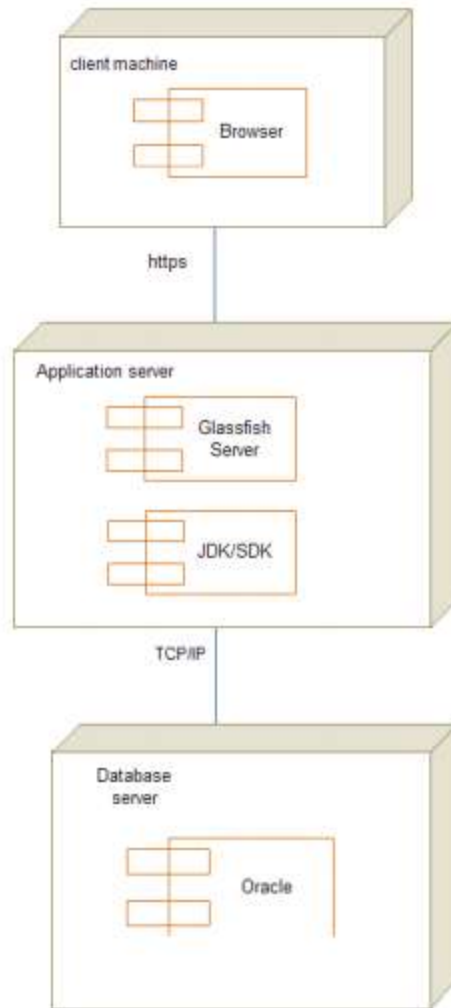 client machine
Browser
https
Application server
Glassfish
Server
JDK/SDK
TCP/IP
Database
server
Oracle